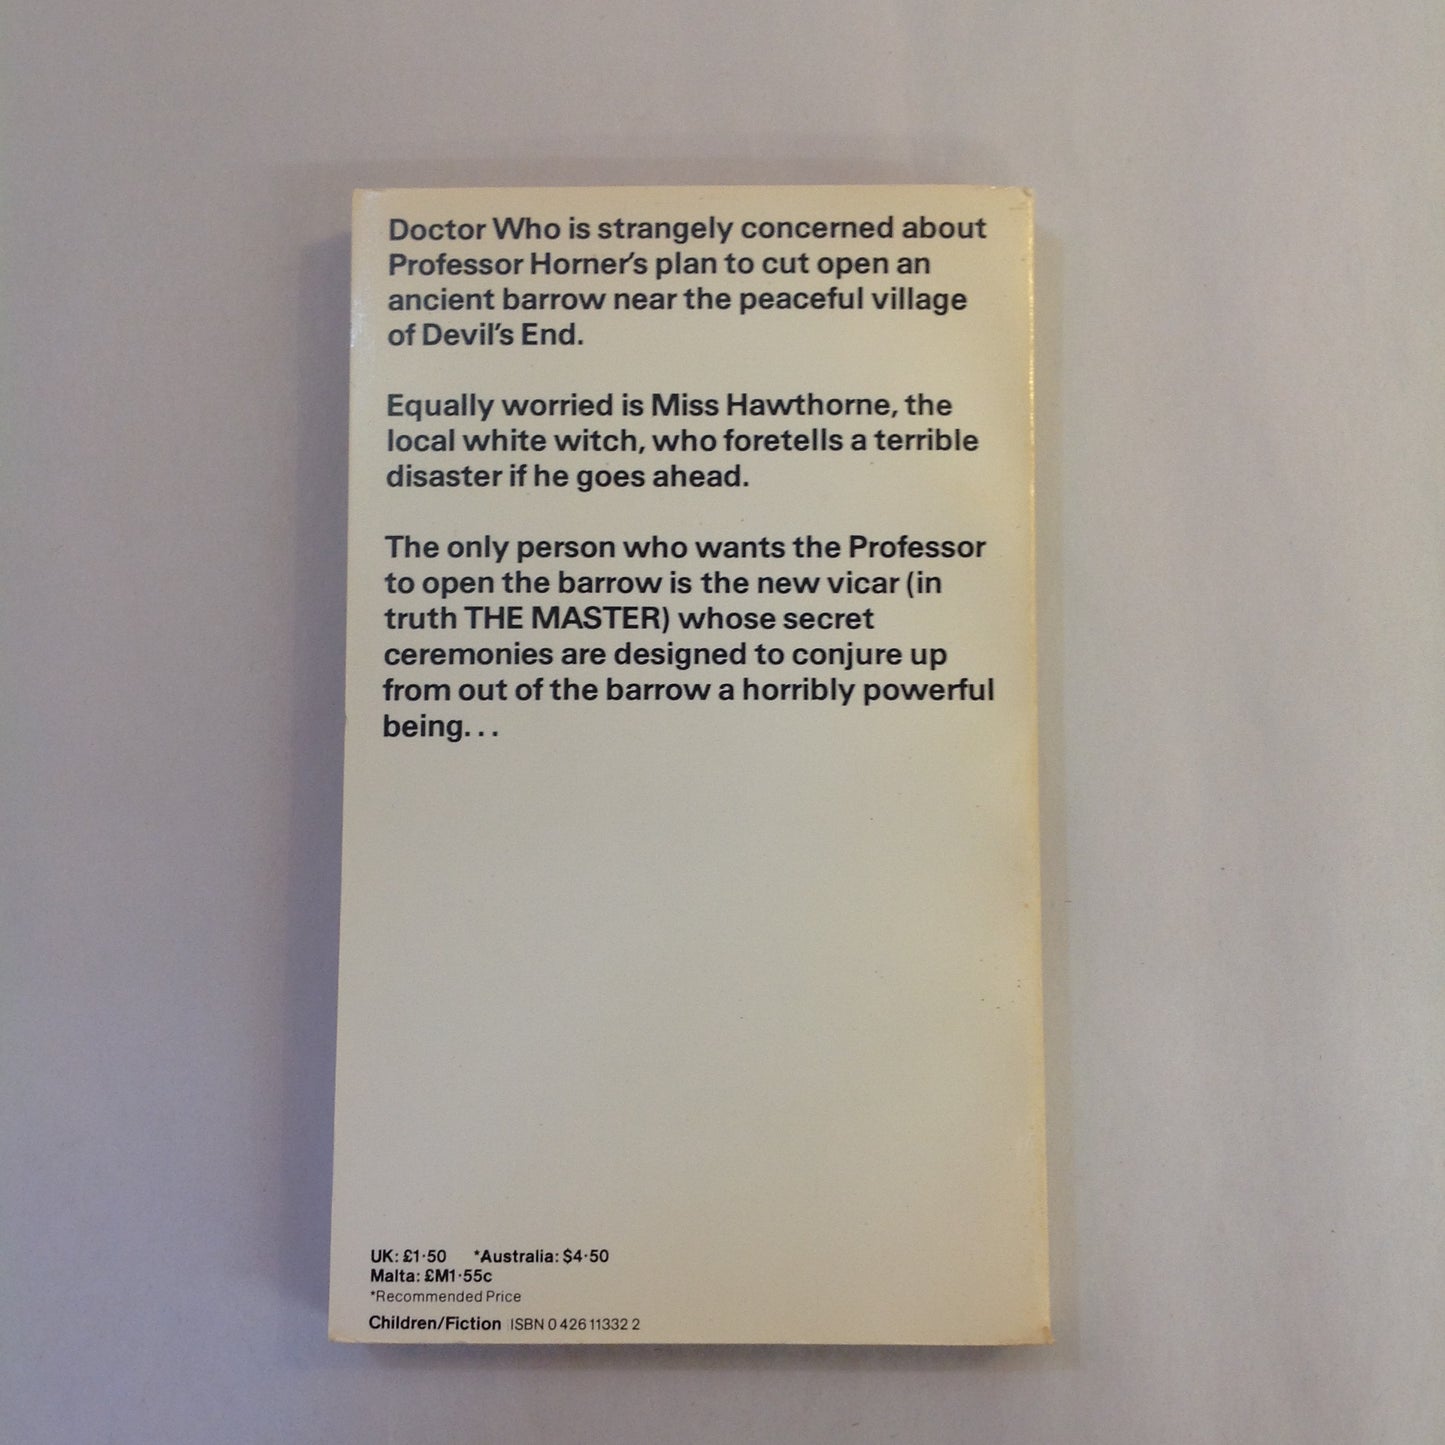 Doctor Who is strangely concerned about
Professor Horner's plan to cut open an
ancient barrow near the peaceful village
of Devil's End.
Equally worried is Miss Hawthorne, the
local white witch, who foretells a terrible
disaster if he goes ahead.
The only person who wants the Professor
to open the barrow is the new vicar (in
truth THE MASTER) whose secret
ceremonies are designed to conjure up
from out of the barrow a horribly powerful
being...
UK: £1·50 *Australia: $4·50
Malta: £M1·55c
*Recommended Price
Children/Fiction ISBN 0 426 11332 2